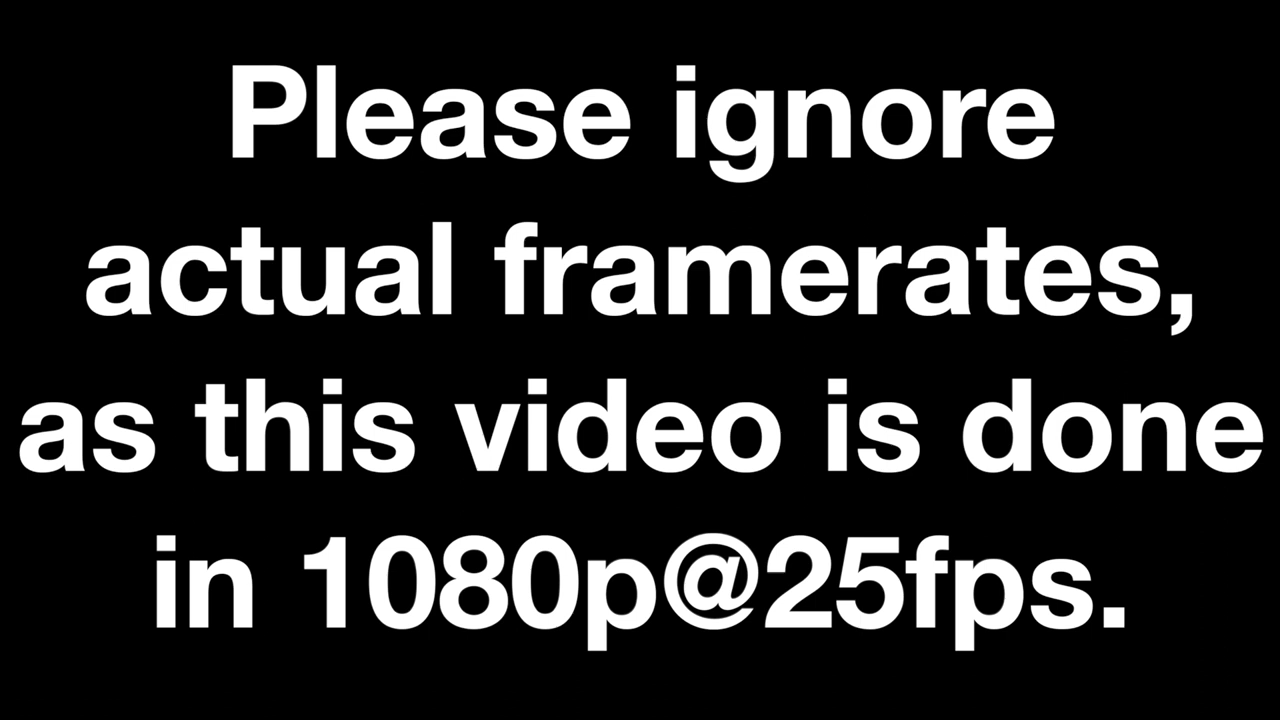 Please ignore
actual framerates,
as this video is done
in 1080p@25fps.